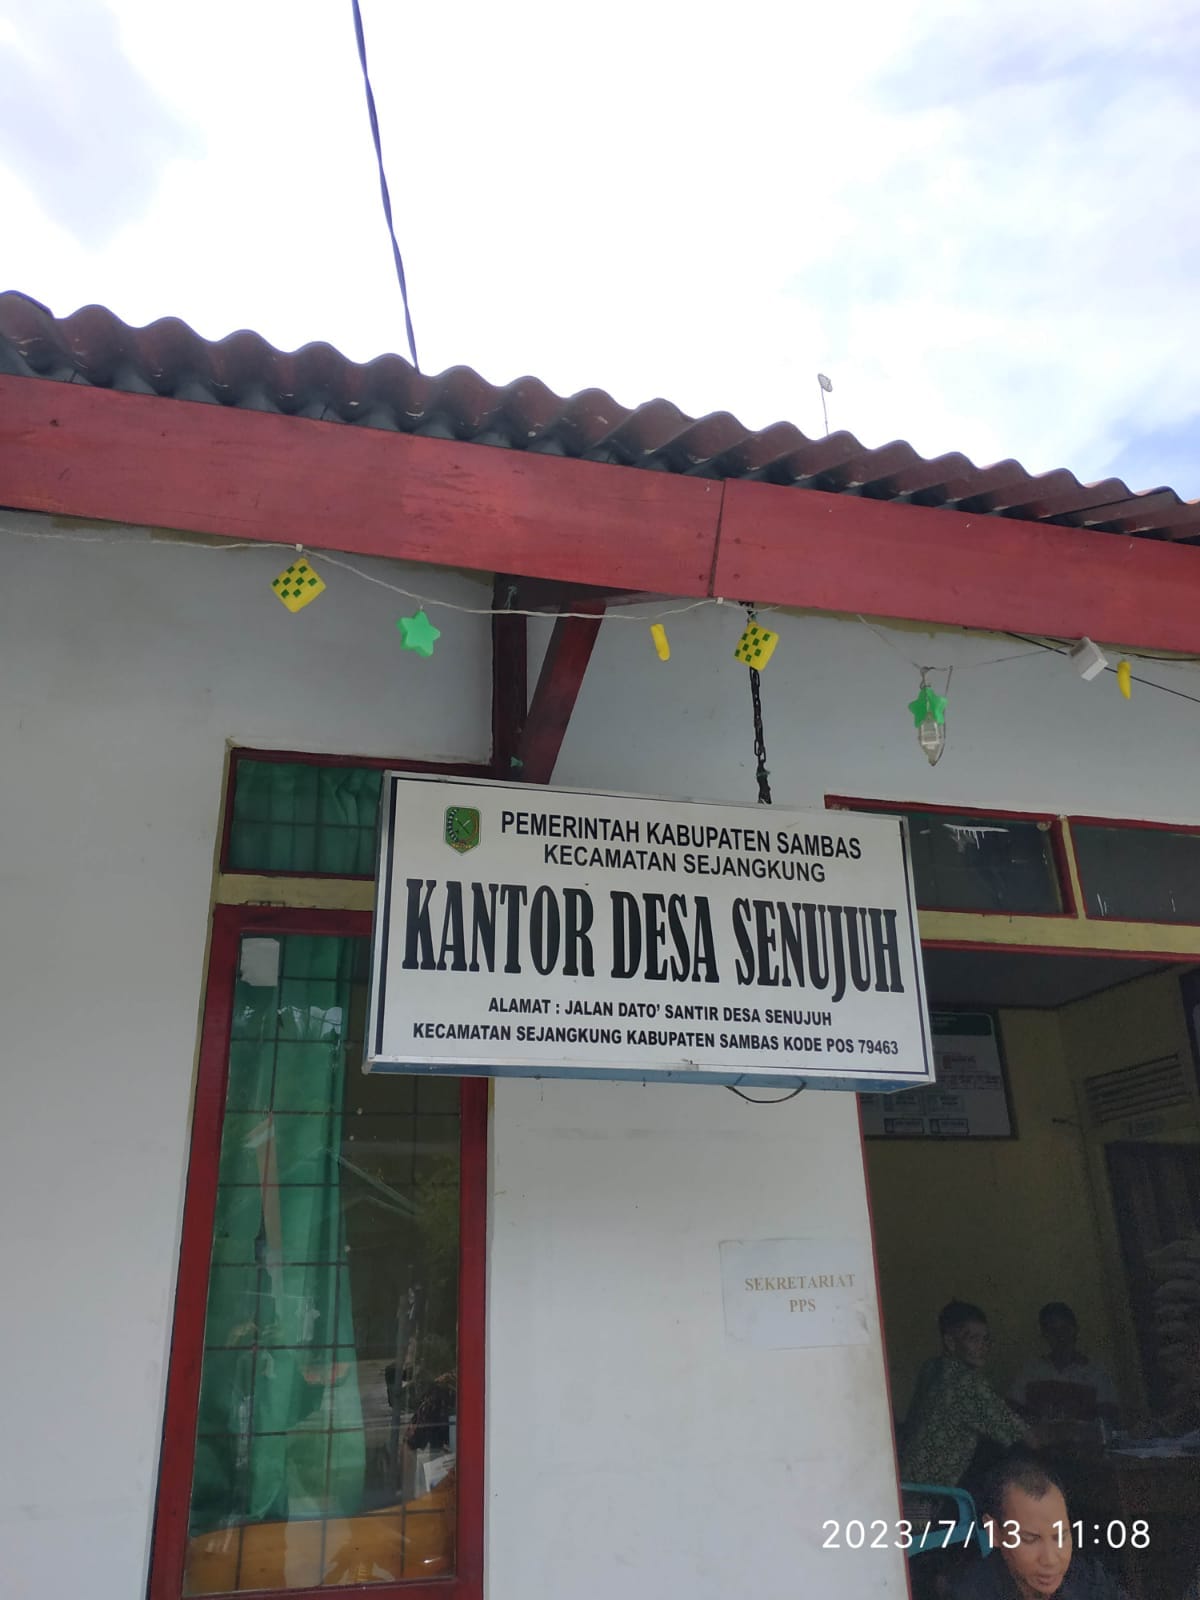 PEMERINTAH KABUPATEN SAMBAS
KECAMATAN SEJANGKUNG
KANTOR DESA SENUJUH
ALAMAT : JALAN DATO' SANTIR DESA SENUJUH
KECAMATAN SEJANGKUNG KABUPATEN SAMBAS KODE POS 79463
SEKRETARIAT
PPS
2023/7/13 11:08